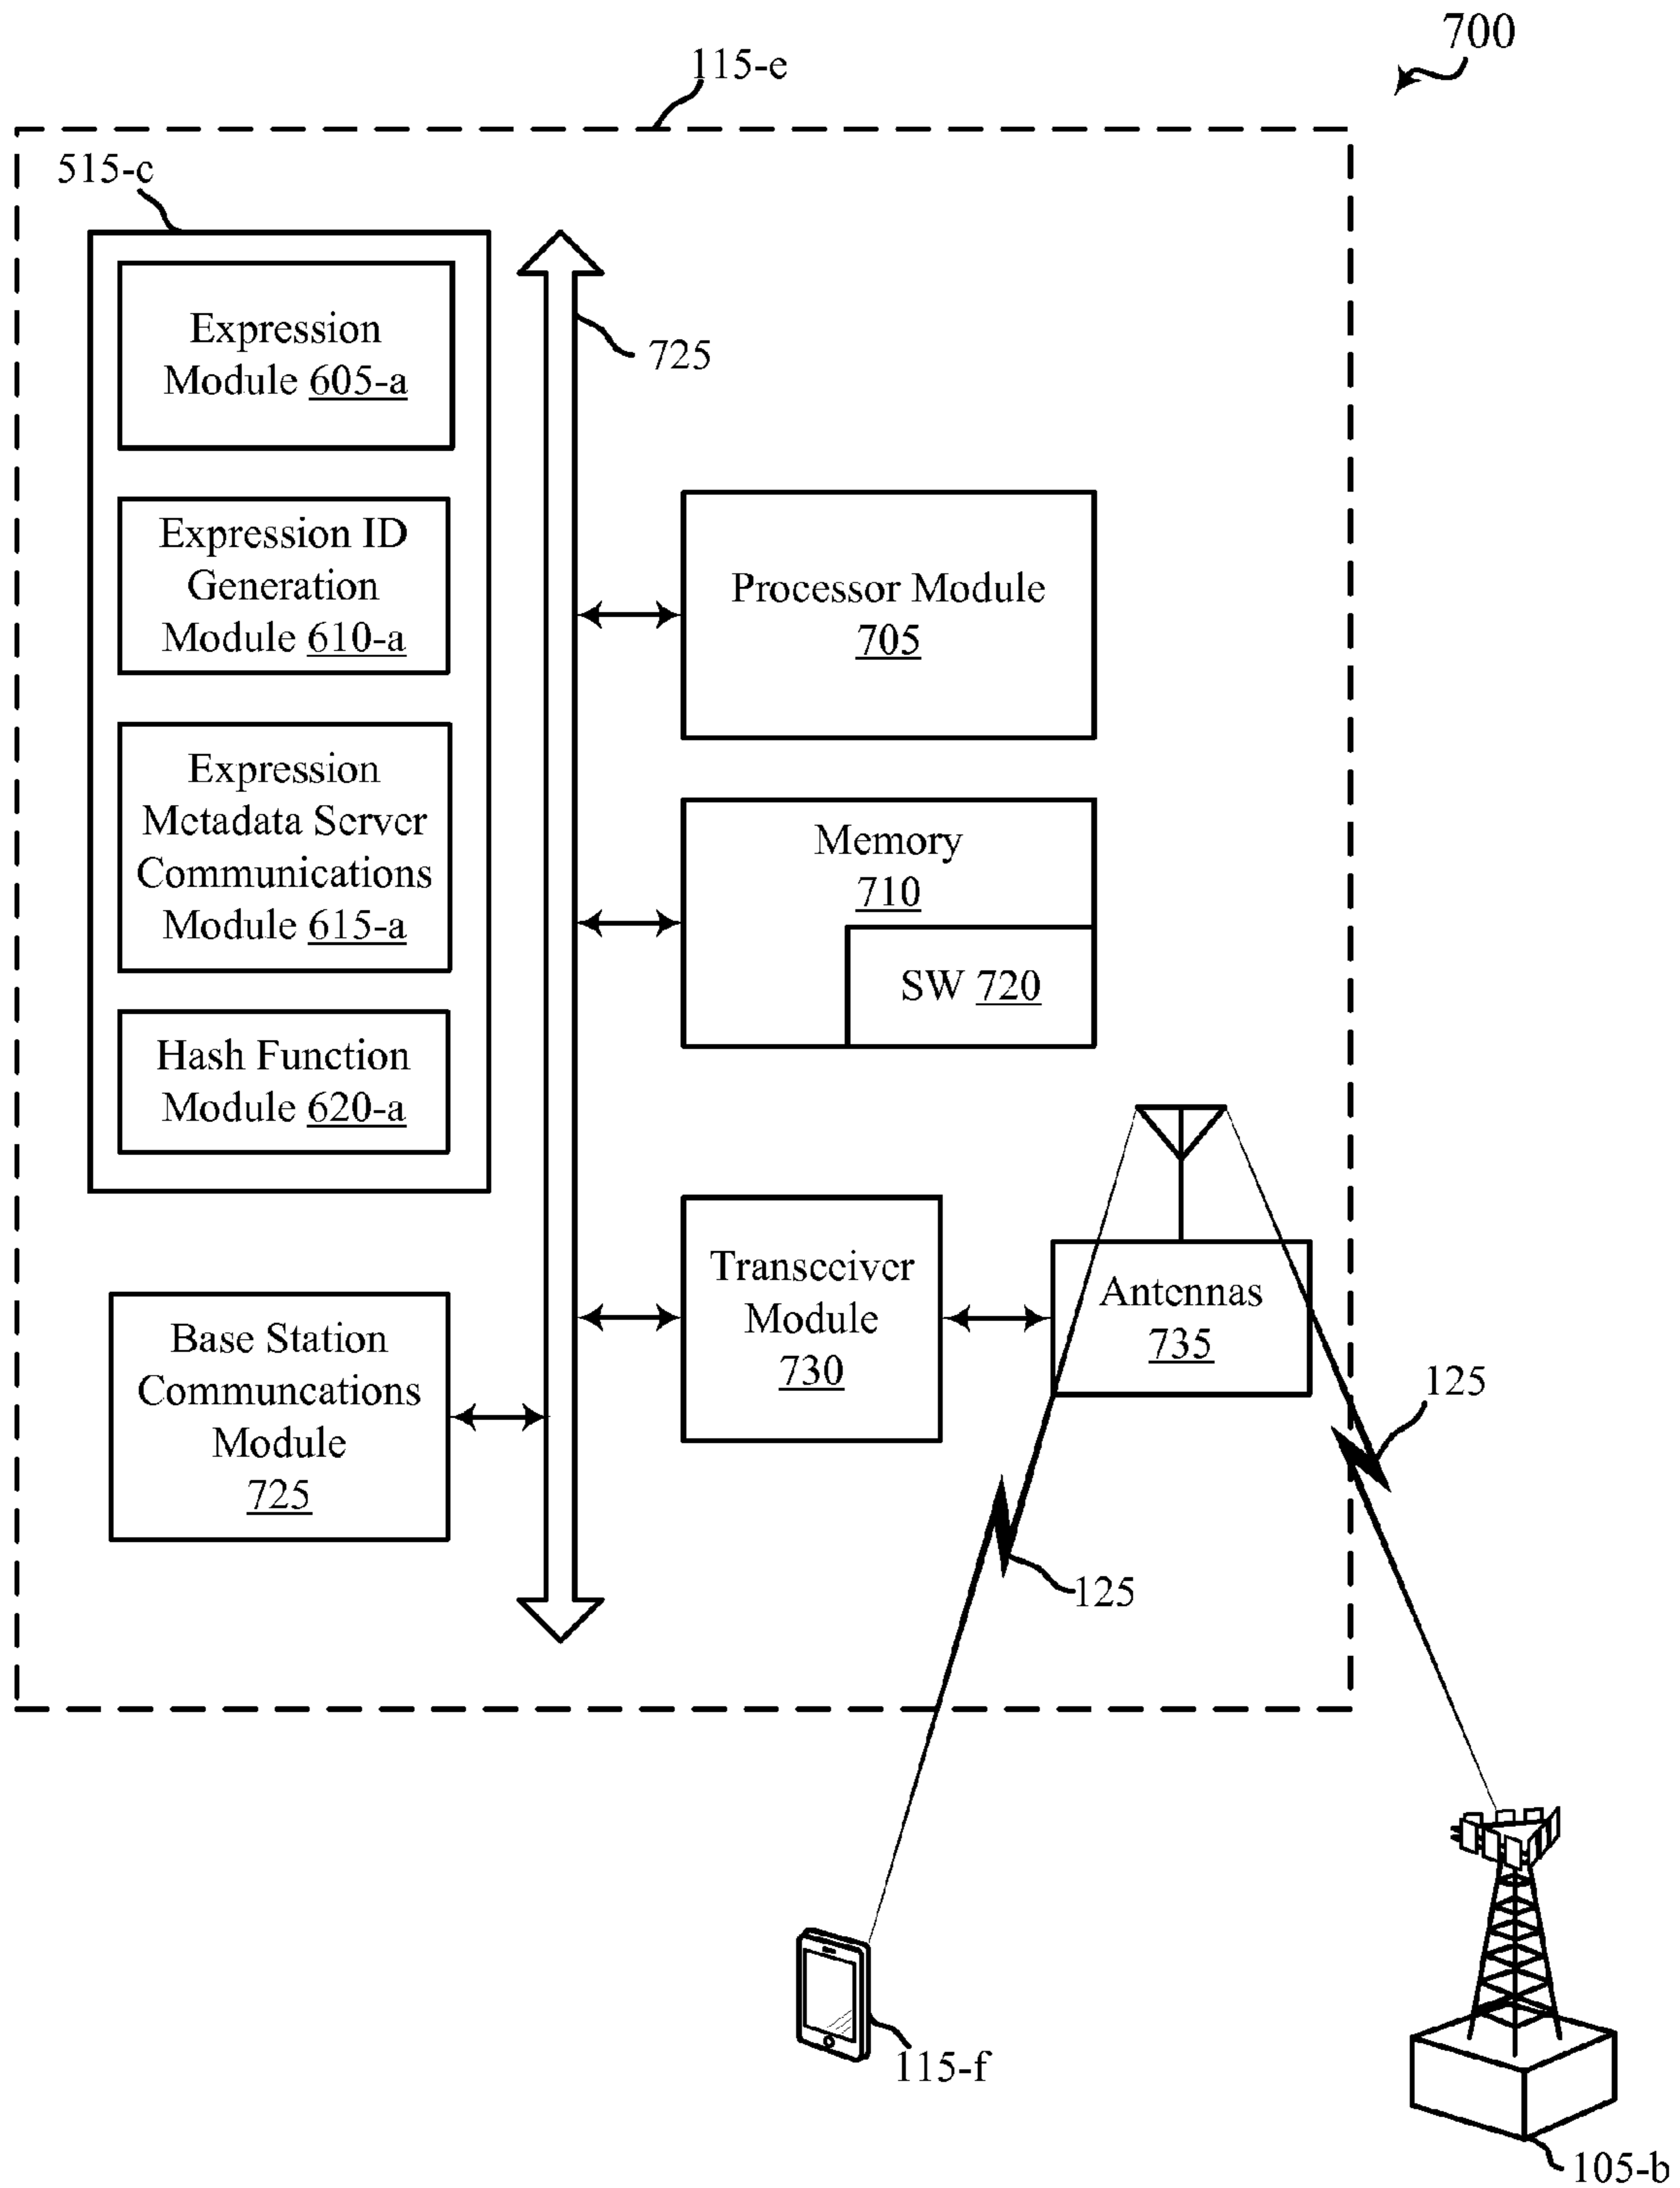 700
115-e
515-c
Expression
Module 605-a
725
Expression ID
Generation
Module 610-a
Processor Module
705
Expression
Metadata Server
Communications
Module 615-a
Memory
710
SW 720
Hash Function
Module 620-a
Transceiver
Module
730
Antennas
735
Base Station
Communcations
Module
725
125
125
115-f
105-b